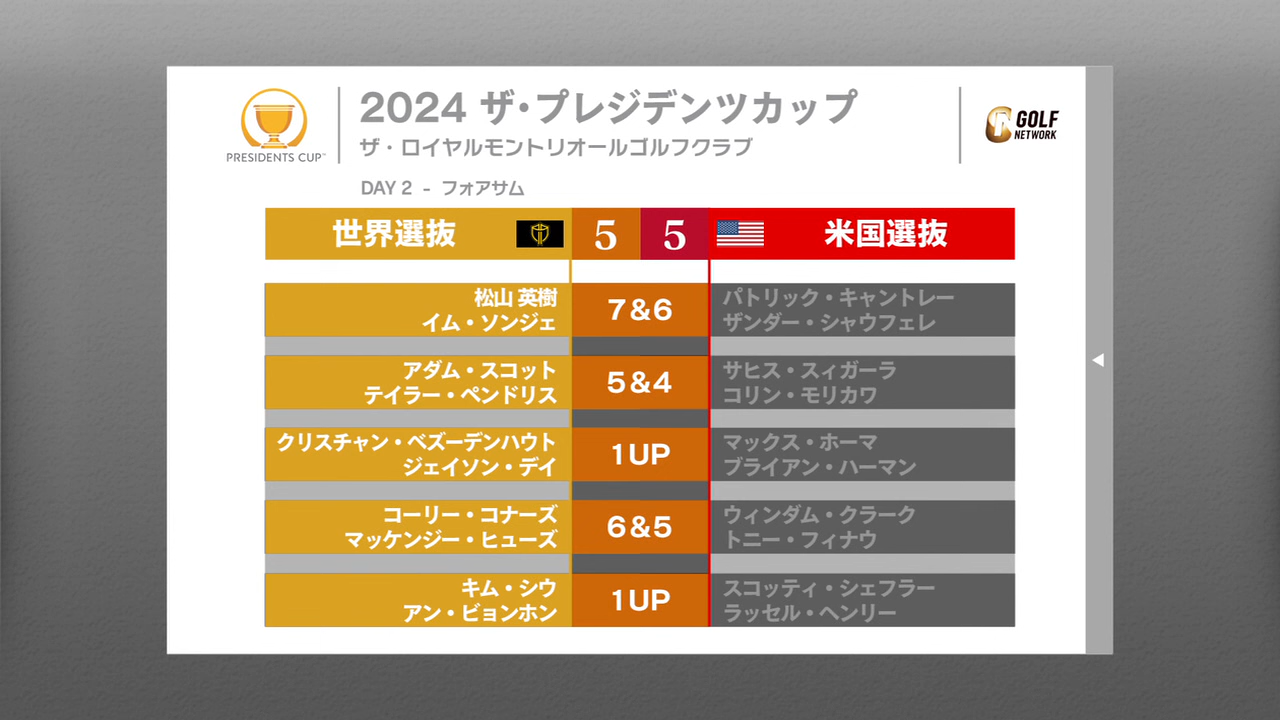 PRESIDENTS CUP™
2024 ザ・プレジデンツカップ
ザ・ロイヤルモントリオールゴルフクラブ
GOLF
NETWORK
DAY 2 - フォアサム
世界選抜 5 5 米国選抜
松山 英樹
イム・ソンジェ
7&6
パトリック・キャントレー
ザンダー・シャウフェレ
アダム・スコット
テイラー・ペンドリス
5&4
サヒス・スィガーラ
コリン・モリカワ
クリスチャン・ベズーデンハウト
ジェイソン・デイ
1UP
マックス・ホーマ
ブライアン・ハーマン
コーリー・コナーズ
マッケンジー・ヒューズ
6&5
ウィンダム・クラーク
トニー・フィナウ
キム・シウ
アン・ビョンホン
1UP
スコッティ・シェフラー
ラッセル・ヘンリー